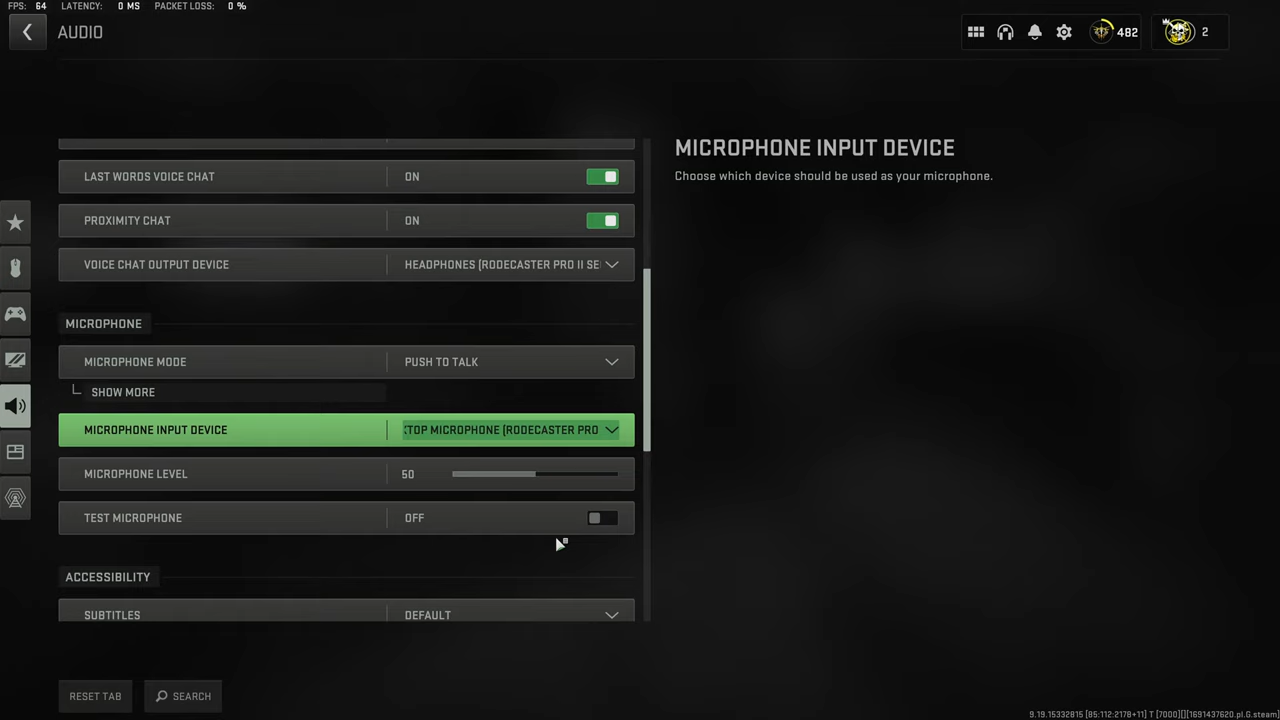 FPS: 64 LATENCY: 0 MS PACKET LOSS: 0 %
AUDIO
482
2
LAST WORDS VOICE CHAT ON
PROXIMITY CHAT ON
VOICE CHAT OUTPUT DEVICE HEADPHONES (RODECASTER PRO II SE
MICROPHONE
MICROPHONE MODE PUSH TO TALK
SHOW MORE
MICROPHONE INPUT DEVICE TOP MICROPHONE (RODECASTER PRO
MICROPHONE LEVEL 50
TEST MICROPHONE OFF
ACCESSIBILITY
SUBTITLES DEFAULT
MICROPHONE INPUT DEVICE
Choose which device should be used as your microphone.
RESET TAB
SEARCH
9.19.15332815 [85:112:2178+11] T [7000][][1691437620.pl.G.steam]